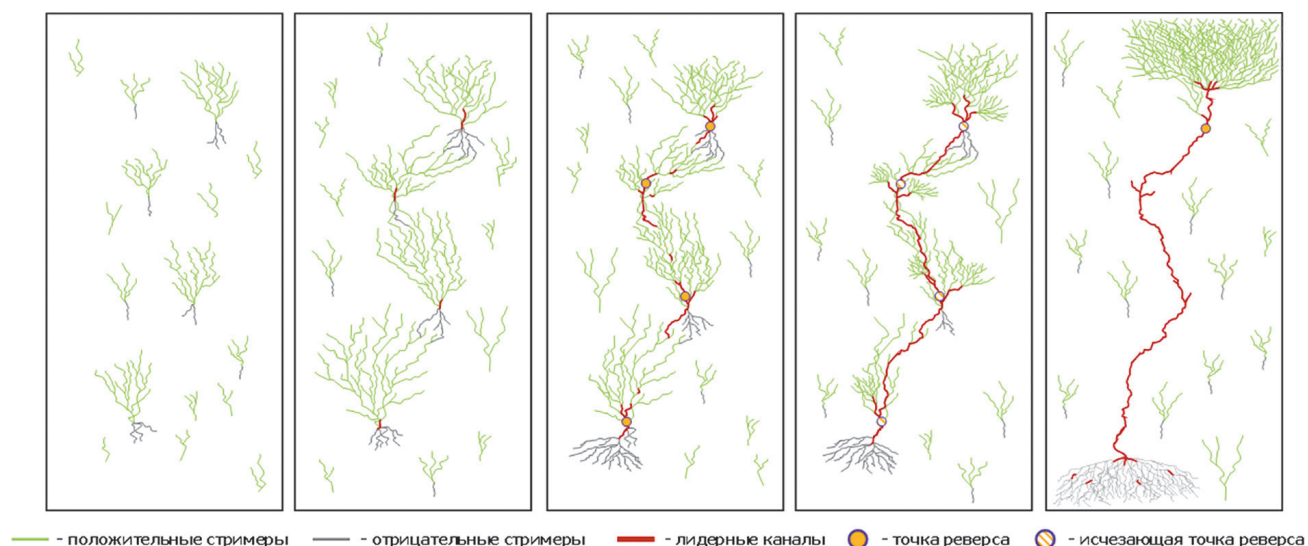 - положительные стримеры - отрицательные стримеры - лидерные каналы - точка реверса - исчезающая точка реверса